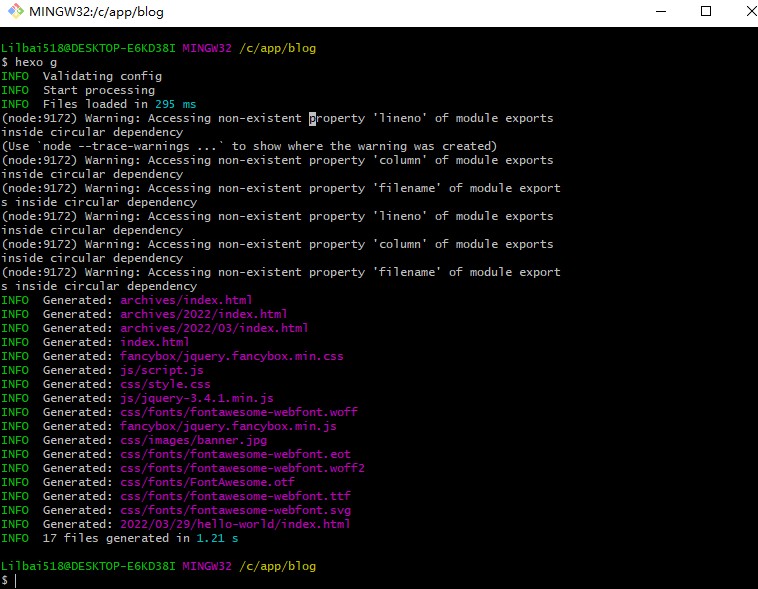 MINGW32:/c/app/blog
Lilbai518@DESKTOP-E6KD38I MINGW32 /c/app/blog
$ hexo g
INFO  Validating config
INFO  Start processing
INFO  Files loaded in 295 ms
(node:9172) Warning: Accessing non-existent property 'lineno' of module exports
inside circular dependency
(Use `node --trace-warnings ...` to show where the warning was created)
(node:9172) Warning: Accessing non-existent property 'column' of module exports
inside circular dependency
(node:9172) Warning: Accessing non-existent property 'filename' of module export
s inside circular dependency
(node:9172) Warning: Accessing non-existent property 'lineno' of module exports
inside circular dependency
(node:9172) Warning: Accessing non-existent property 'column' of module exports
inside circular dependency
(node:9172) Warning: Accessing non-existent property 'filename' of module export
s inside circular dependency
INFO  Generated: archives/index.html
INFO  Generated: archives/2022/index.html
INFO  Generated: archives/2022/03/index.html
INFO  Generated: index.html
INFO  Generated: fancybox/jquery.fancybox.min.css
INFO  Generated: js/script.js
INFO  Generated: css/style.css
INFO  Generated: js/jquery-3.4.1.min.js
INFO  Generated: css/fonts/fontawesome-webfont.woff
INFO  Generated: fancybox/jquery.fancybox.min.js
INFO  Generated: css/images/banner.jpg
INFO  Generated: css/fonts/fontawesome-webfont.eot
INFO  Generated: css/fonts/fontawesome-webfont.woff2
INFO  Generated: css/fonts/FontAwesome.otf
INFO  Generated: css/fonts/fontawesome-webfont.ttf
INFO  Generated: css/fonts/fontawesome-webfont.svg
INFO  Generated: 2022/03/29/hello-world/index.html
INFO  17 files generated in 1.21 s
Lilbai518@DESKTOP-E6KD38I MINGW32 /c/app/blog
$